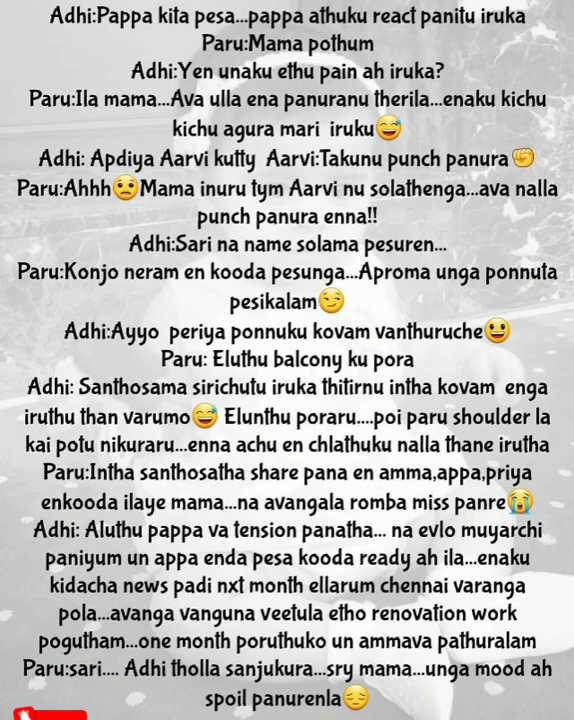 Adhi:Pappa kita pesa...pappa athuku react panitu iruka
Paru:Mama pothum
Adhi:Yen unaku ethu pain ah iruka?
Paru:Ila mama...Ava ulla ena panuranu therila...enaku kichu
kichu agura mari iruku😅
Adhi: Apdiya Aarvi kutty Aarvi:Takunu punch panura✊
Paru:Ahhh😟Mama inuru tym Aarvi nu solathenga...ava nalla
punch panura enna!!
Adhi:Sari na name solama pesuren...
Paru:Konjo neram en kooda pesunga...Aproma unga ponnuta
pesikalam😏
Adhi:Ayyo periya ponnuku kovam vanthuruche😃
Paru: Eluthu balcony ku pora
Adhi: Santhosama sirichutu iruka thitirnu intha kovam enga
iruthu than varumo😅 Elunthu poraru....poi paru shoulder la
kai potu nikuraru...enna achu en chlathuku nalla thane irutha
Paru:Intha santhosatha share pana en amma,appa,priya
enkooda ilaye mama...na avangala romba miss panre😭
Adhi: Aluthu pappa va tension panatha... na evlo muyarchi
paniyum un appa enda pesa kooda ready ah ila...enaku
kidacha news padi nxt month ellarum chennai varanga
pola...avanga vanguna veetula etho renovation work
pogutham...one month poruthuko un ammava pathuralam
Paru:sari.... Adhi tholla sanjukura...sry mama...unga mood ah
spoil panurenla😔